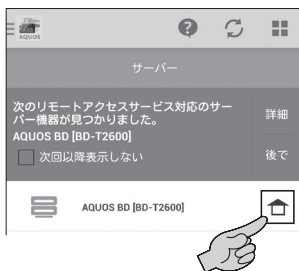 AQUOS
サーバー
次のリモートアクセスサービス対応のサー
バー機器が見つかりました。
AQUOS BD [BD-T2600]
次回以降表示しない
詳細
後で
AQUOS BD [BD-T2600]